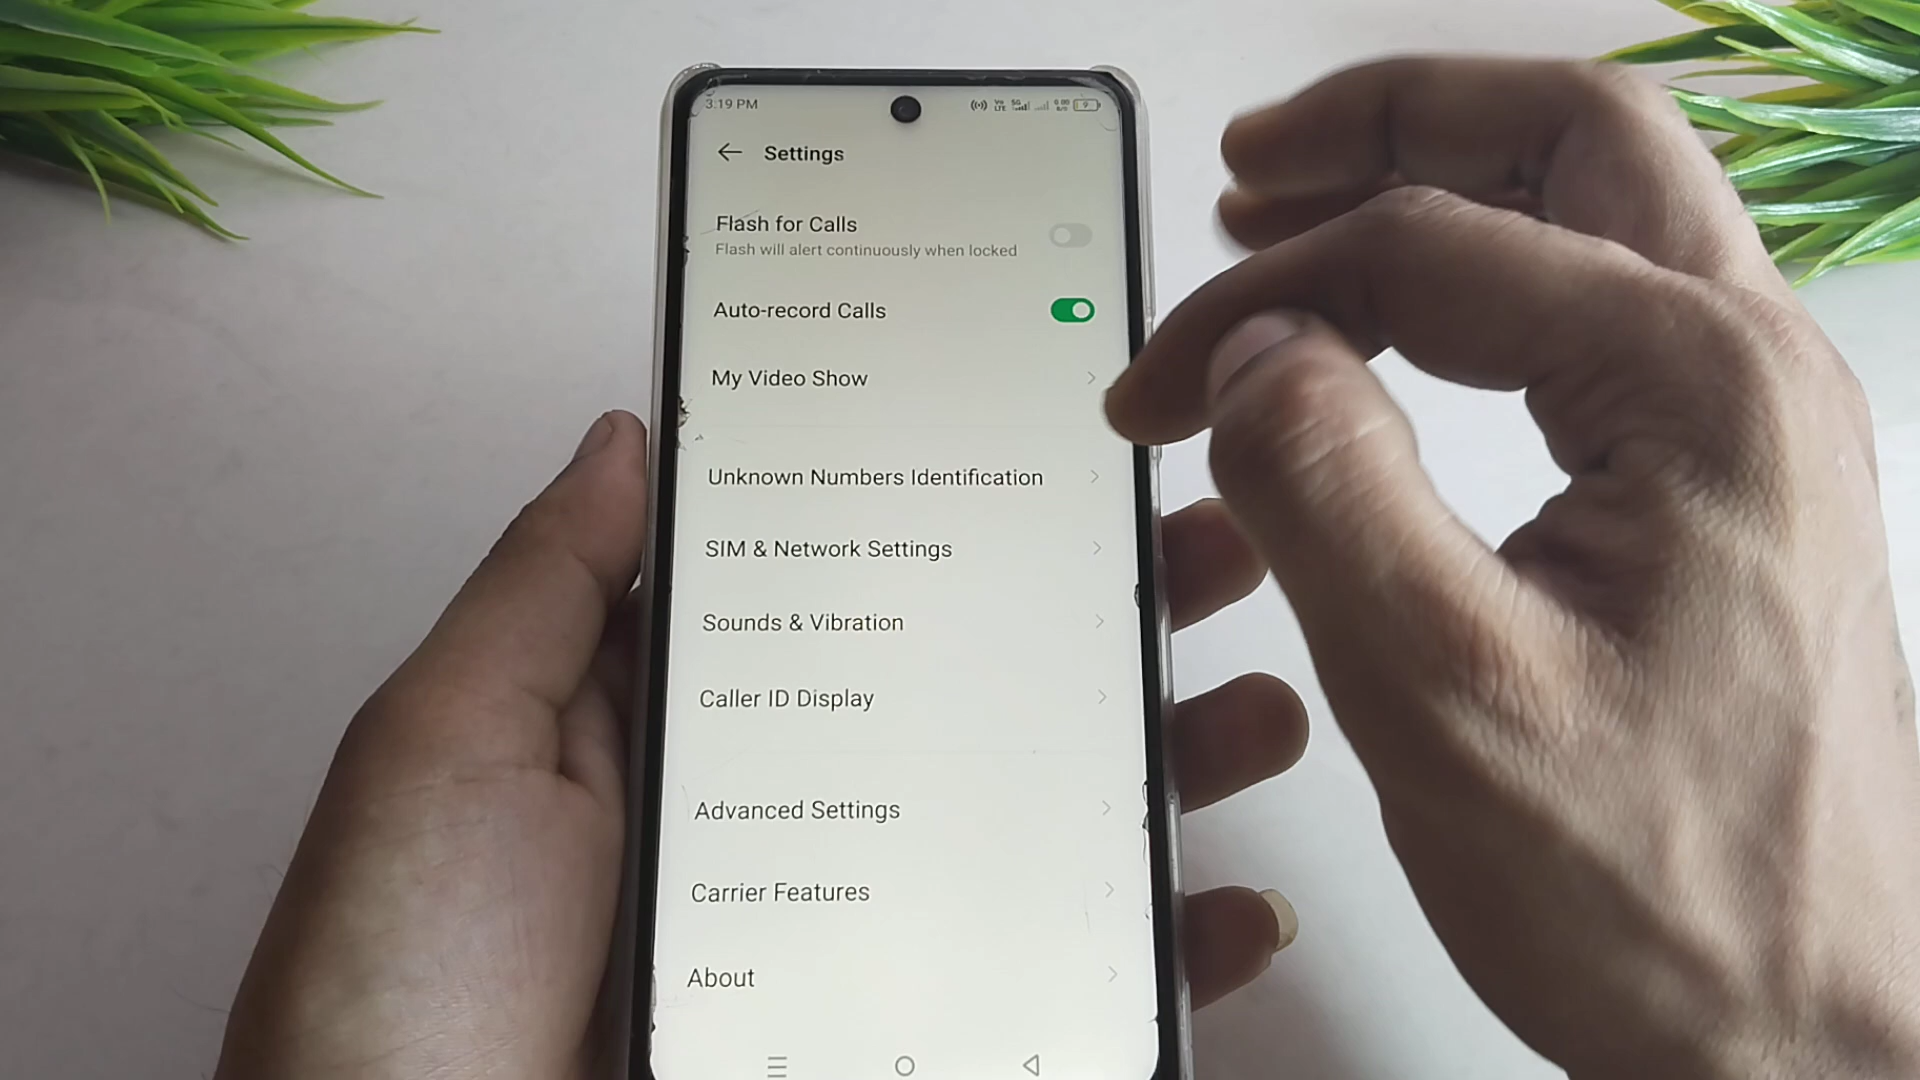 3:19 PM
Settings
Flash for Calls
Flash will alert continuously when locked
Auto-record Calls
My Video Show
Unknown Numbers Identification
SIM & Network Settings
Sounds & Vibration
Caller ID Display
Advanced Settings
Carrier Features
About